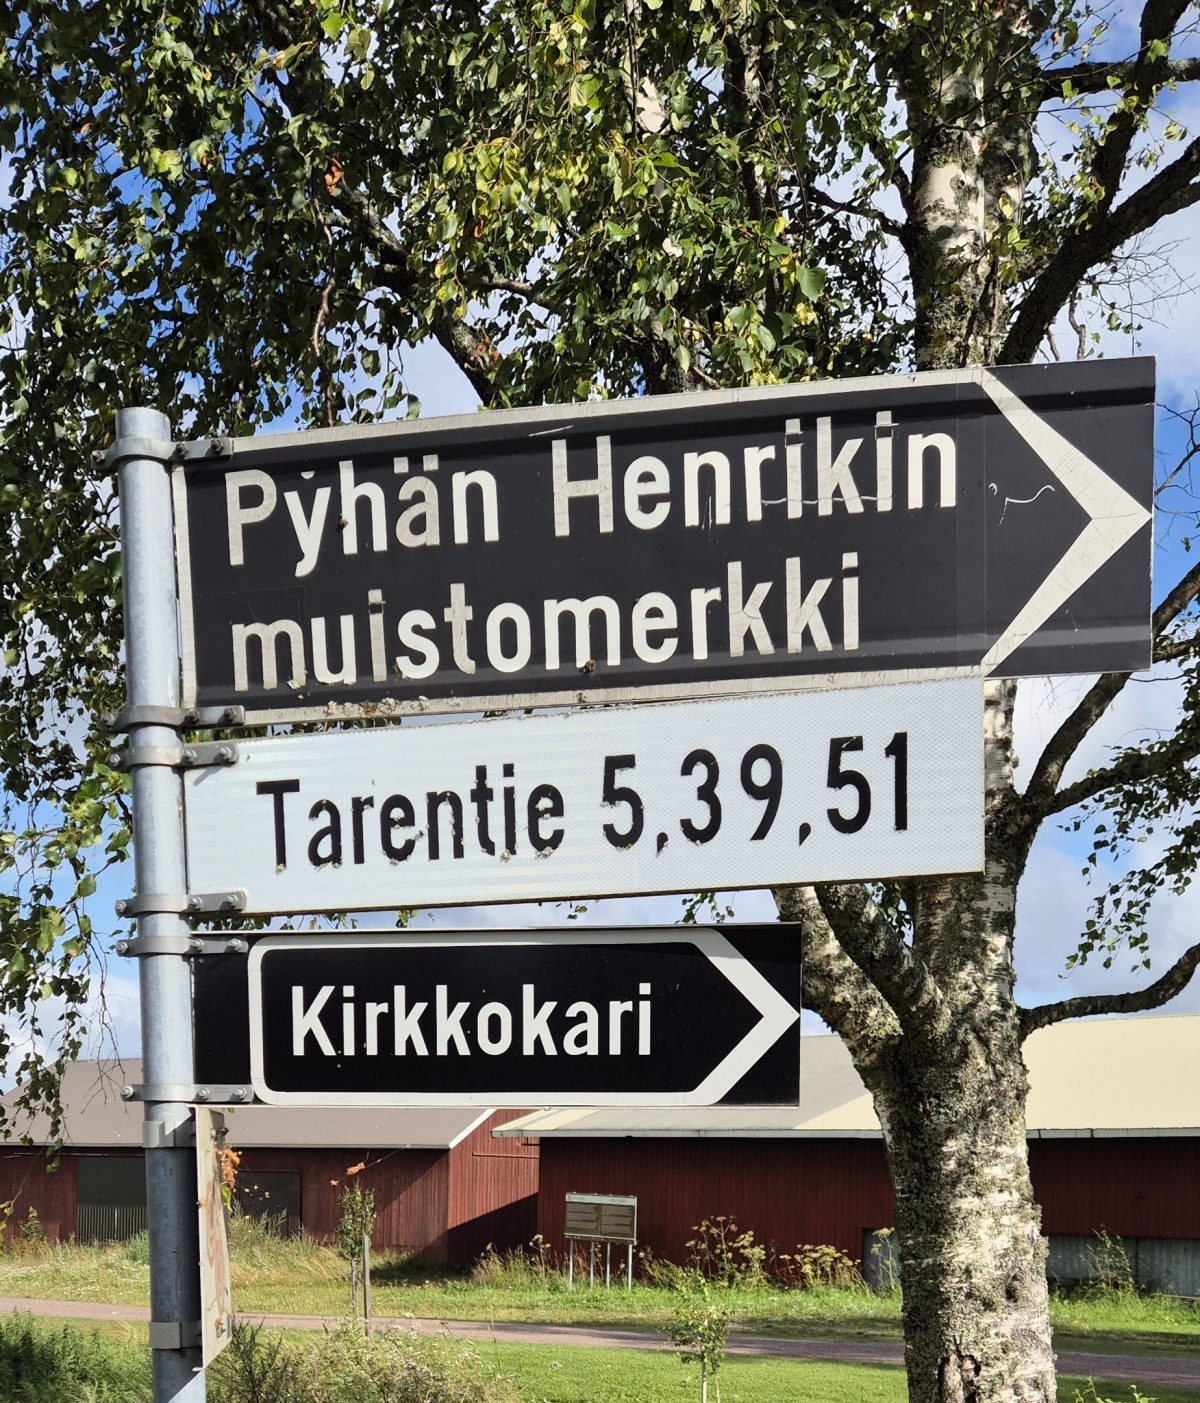 Pyhän Henrikin
muistomerkki
Tarentie 5,39,51
Kirkkokari